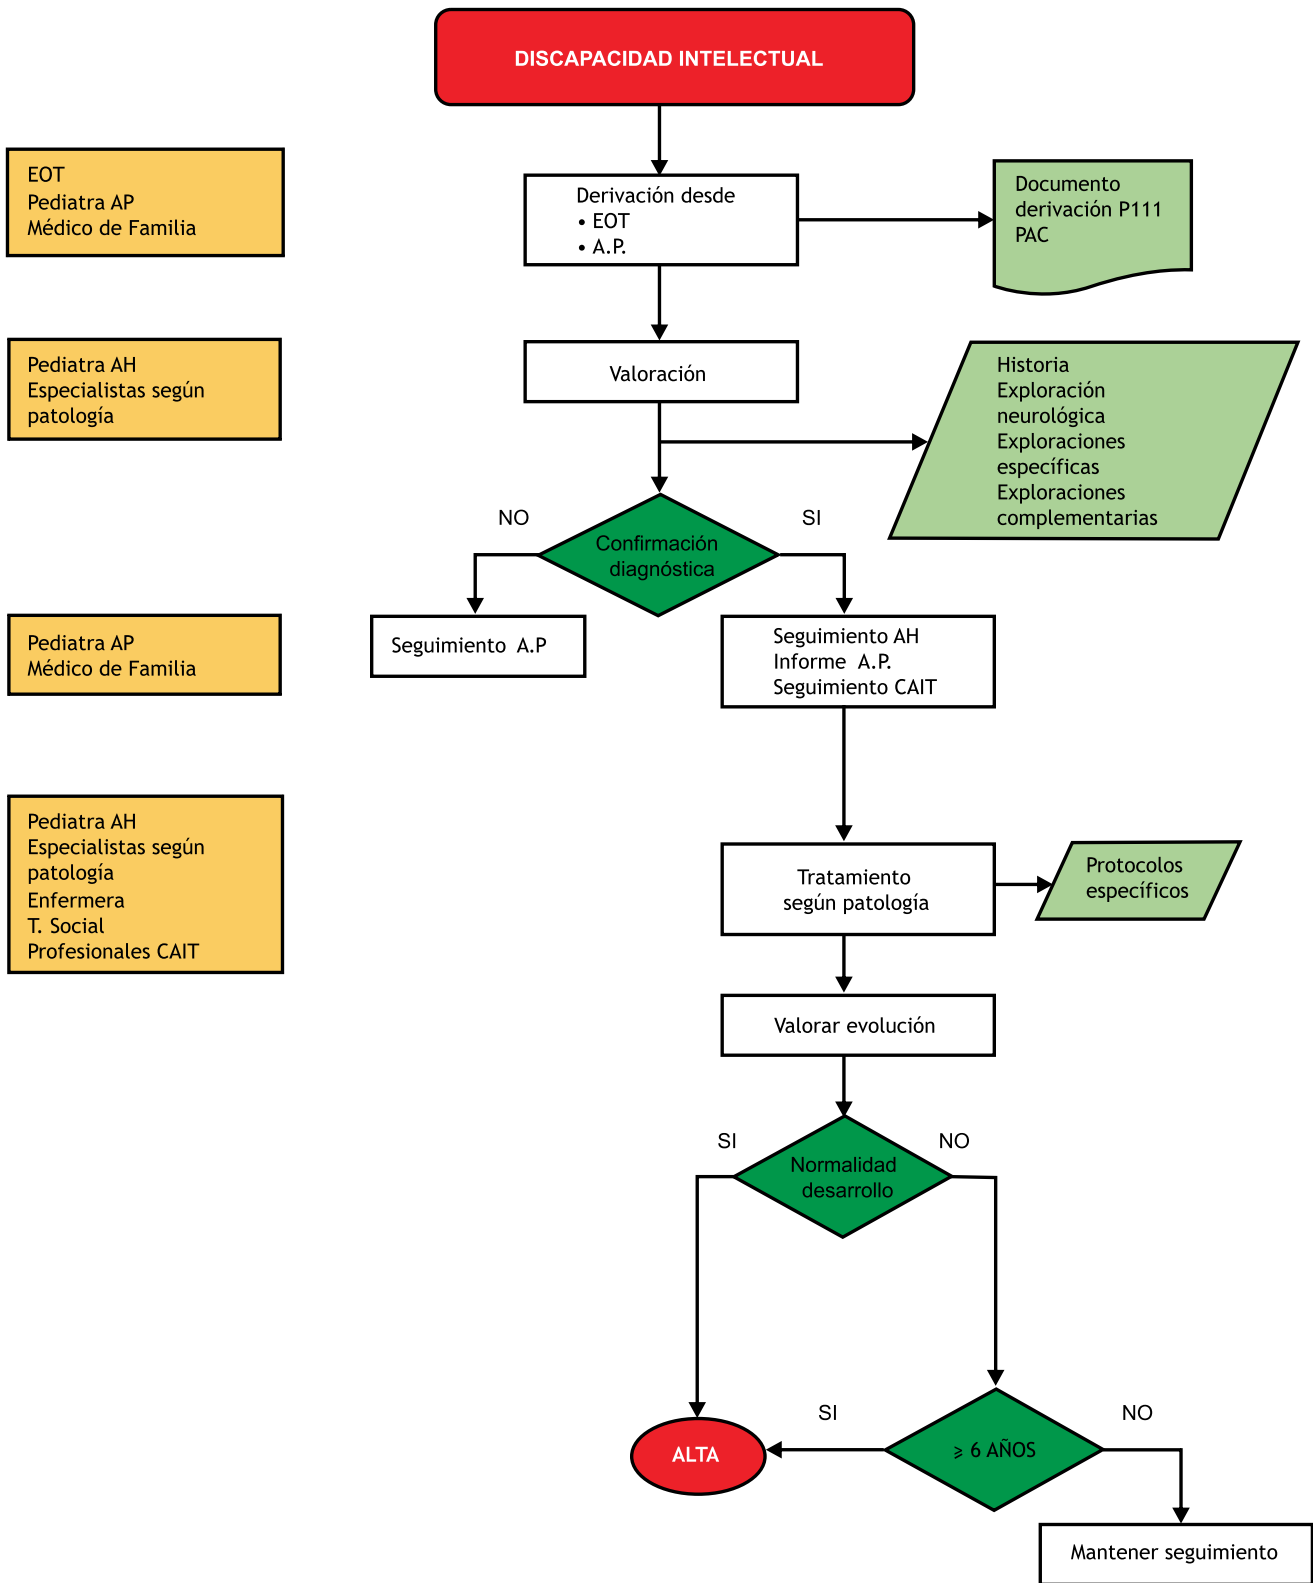 DISCAPACIDAD INTELECTUAL
EOT
Pediatra AP
Médico de Familia
Derivación desde
• EOT
• A.P.
Documento
derivación P111
PAC
Pediatra AH
Especialistas según
patología
Valoración
Historia
Exploración
neurológica
Exploraciones
específicas
Exploraciones
complementarias
NO
SI
Confirmación
diagnóstica
Pediatra AP
Médico de Familia
Seguimiento A.P
Seguimiento AH
Informe A.P.
Seguimiento CAIT
Pediatra AH
Especialistas según
patología
Enfermera
T. Social
Profesionales CAIT
Tratamiento
según patología
Protocolos
específicos
Valorar evolución
SI
NO
Normalidad
desarrollo
SI
NO
ALTA
⩾ 6 AÑOS
Mantener seguimiento